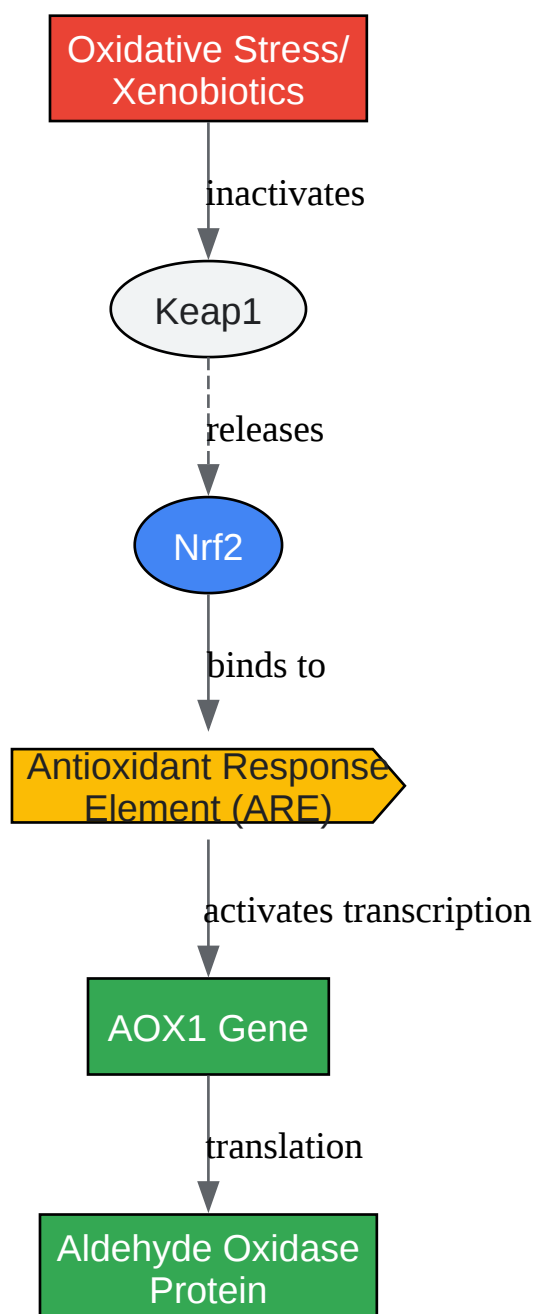 Oxidative Stress/
Xenobiotics
inactivates
Keap1
releases
Nrf2
binds to
Antioxidant Response
Element (ARE)
activates transcription
AOX1 Gene
translation
Aldehyde Oxidase
Protein